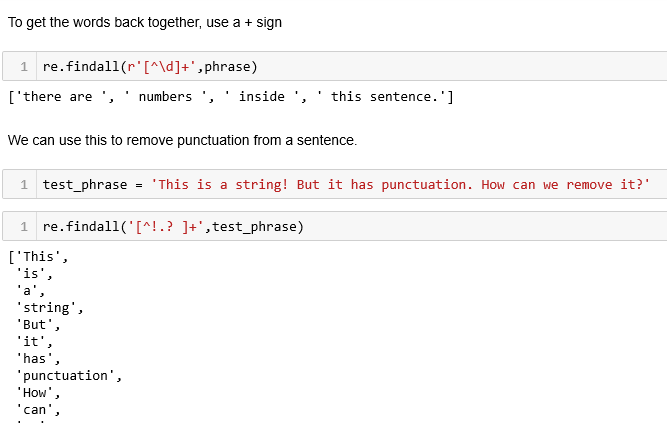 To get the words back together, use a + sign
1 re.findall(r'[^\d]+',phrase)
['there are ', ' numbers ', ' inside ', ' this sentence.']
We can use this to remove punctuation from a sentence.
1 test_phrase = 'This is a string! But it has punctuation. How can we remove it?'
1 re.findall('[^!.? ]+',test_phrase)
['This',
'is',
'a',
'string',
'But',
'it',
'has',
'punctuation',
'How',
'can',